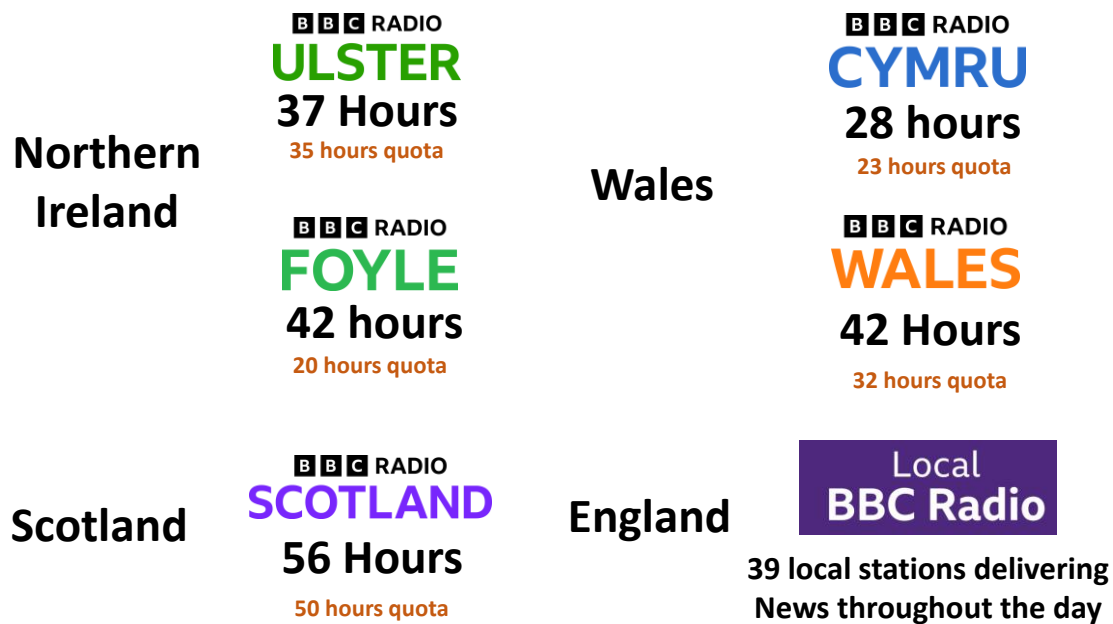 Northern
Ireland
BBC RADIO
ULSTER
37 Hours
35 hours quota
BBC RADIO
FOYLE
42 hours
20 hours quota
Wales
BBC RADIO
CYMRU
28 hours
23 hours quota
BBC RADIO
WALES
42 Hours
32 hours quota
Scotland
BBC RADIO
SCOTLAND
56 Hours
50 hours quota
England
Local
BBC Radio
39 local stations delivering
News throughout the day